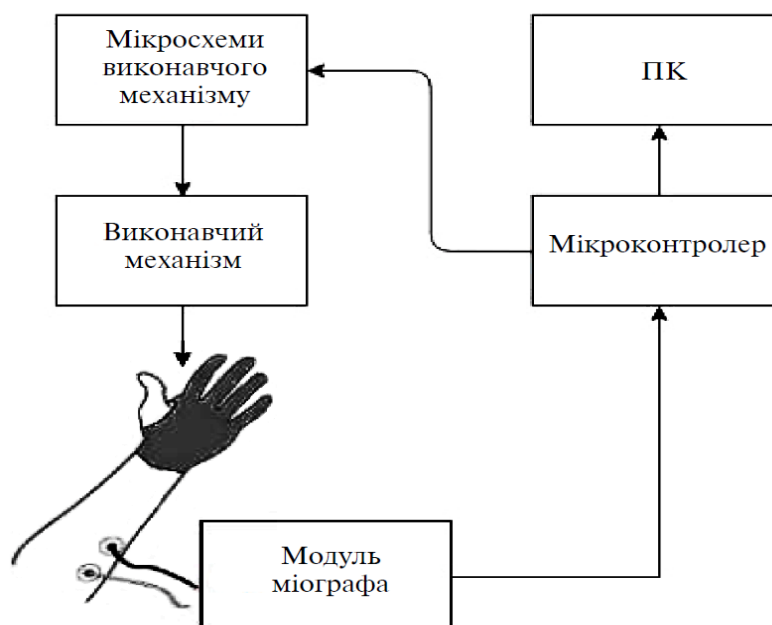 Мікросхеми
виконавчого
механізму
ПК
Виконавчий
механізм
Мікроконтролер
Модуль
міографа